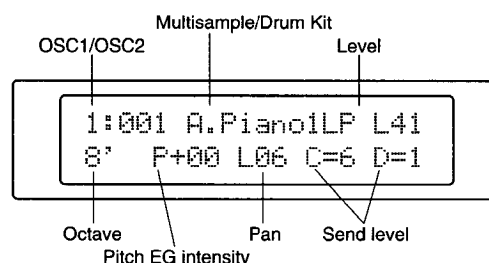 Multisample/Drum Kit
OSC1/OSC2
Level
1:001 A.Piano1LP L41
8' P+00 L06 C=6 D=1
Octave
Pan
Send level
Pitch EG intensity